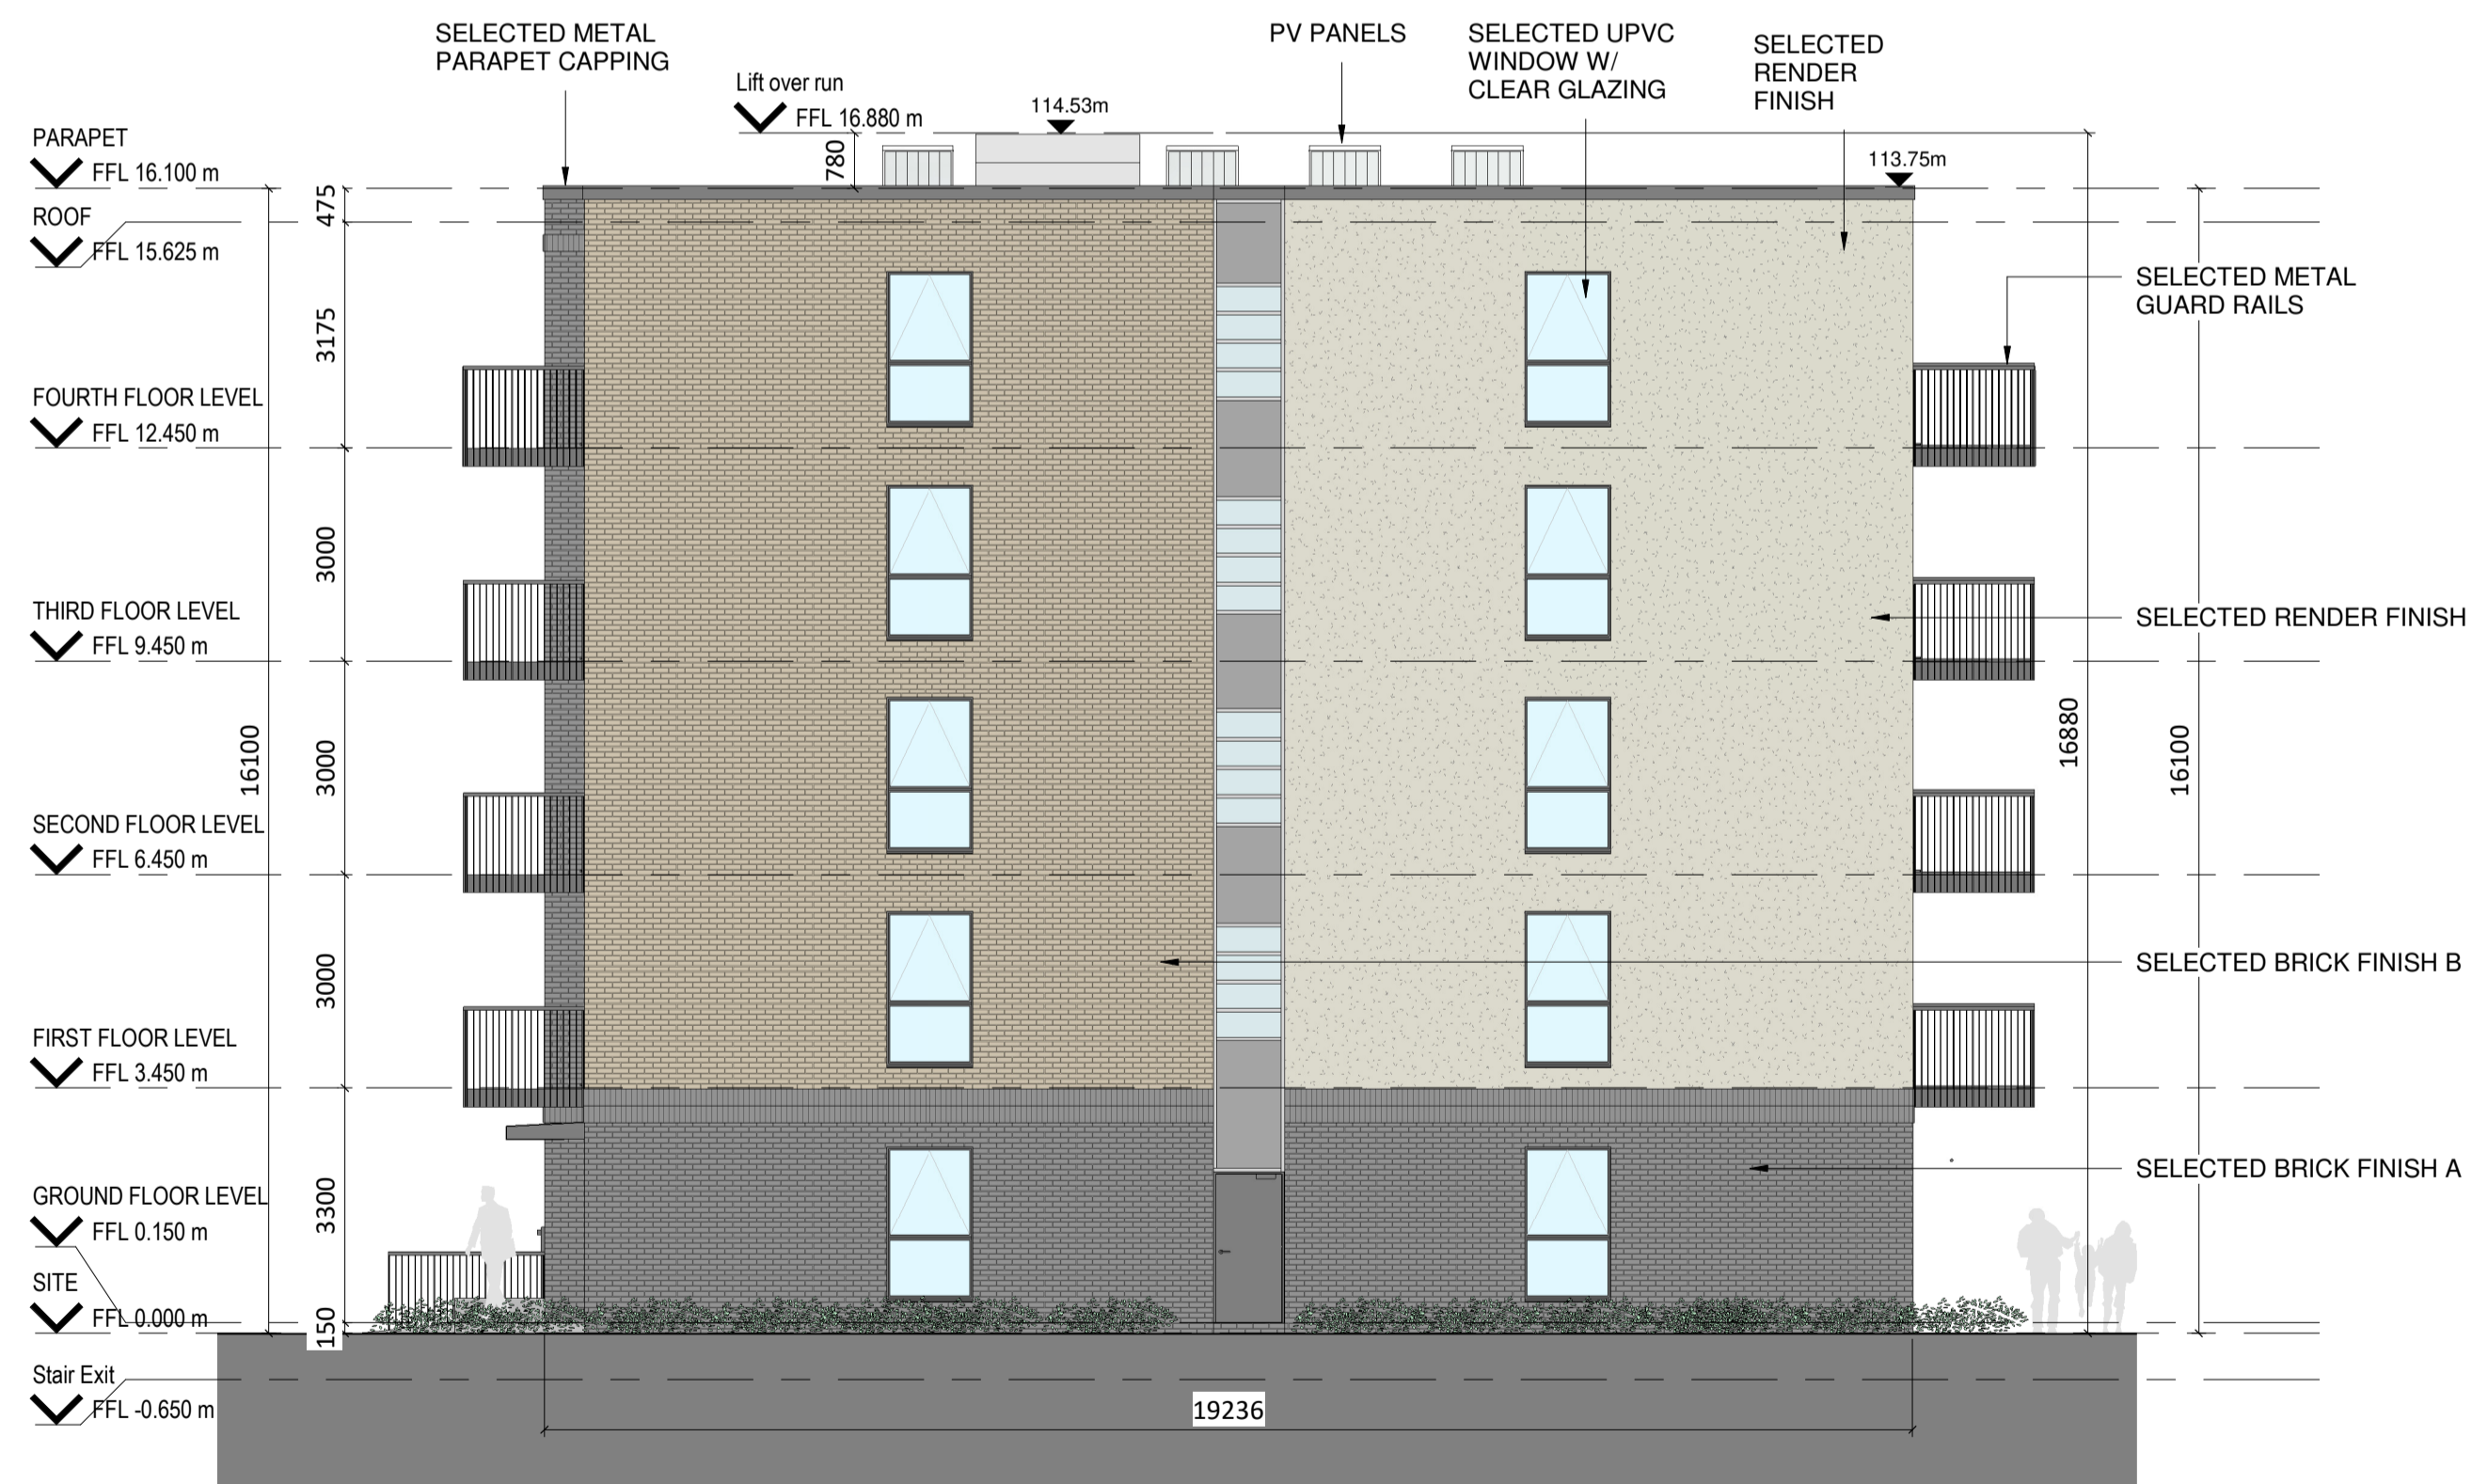 SELECTED METAL
PARAPET CAPPING
Lift over run
FFL 16.880 m
114.53m
PV PANELS
SELECTED UPVC
WINDOW W/
CLEAR GLAZING
SELECTED
RENDER
FINISH
113.75m
PARAPET
FFL 16.100 m
ROOF
FFL 15.625 m
FOURTH FLOOR LEVEL
FFL 12.450 m
THIRD FLOOR LEVEL
FFL 9.450 m
SECOND FLOOR LEVEL
FFL 6.450 m
FIRST FLOOR LEVEL
FFL 3.450 m
GROUND FLOOR LEVEL
FFL 0.150 m
SITE
FFL 0.000 m
Stair Exit
FFL -0.650 m
16100
475
3175
3000
3000
3000
3300
150
780
19236
16880
16100
SELECTED METAL
GUARD RAILS
SELECTED RENDER FINISH
SELECTED BRICK FINISH B
SELECTED BRICK FINISH A